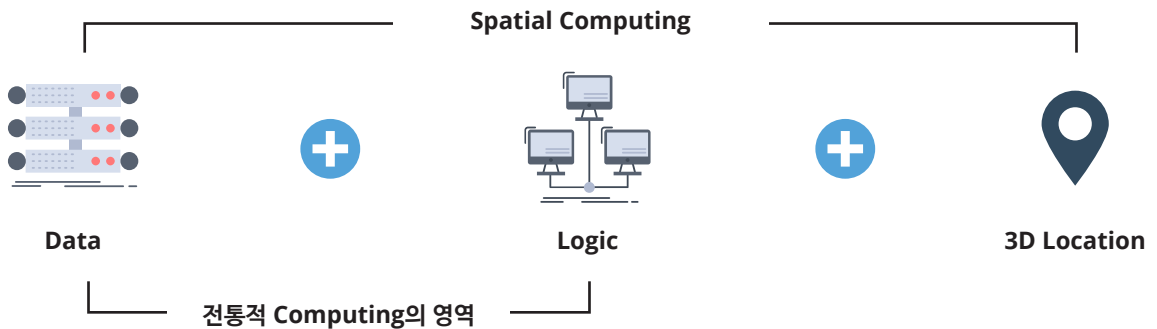 Spatial Computing
Data
Logic
3D Location
전통적 Computing의 영역